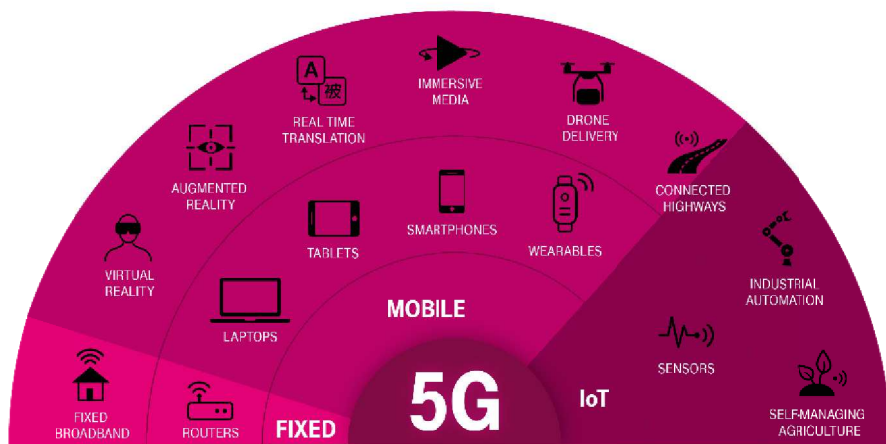 IMMERSIVE
MEDIA
A
被
REAL TIME
TRANSLATION
DRONE
DELIVERY
AUGMENTED
REALITY
CONNECTED
HIGHWAYS
VIRTUAL
REALITY
TABLETS
SMARTPHONES
WEARABLES
INDUSTRIAL
AUTOMATION
LAPTOPS
MOBILE
SENSORS
FIXED
BROADBAND
ROUTERS
FIXED
5G
IoT
SELF-MANAGING
AGRICULTURE